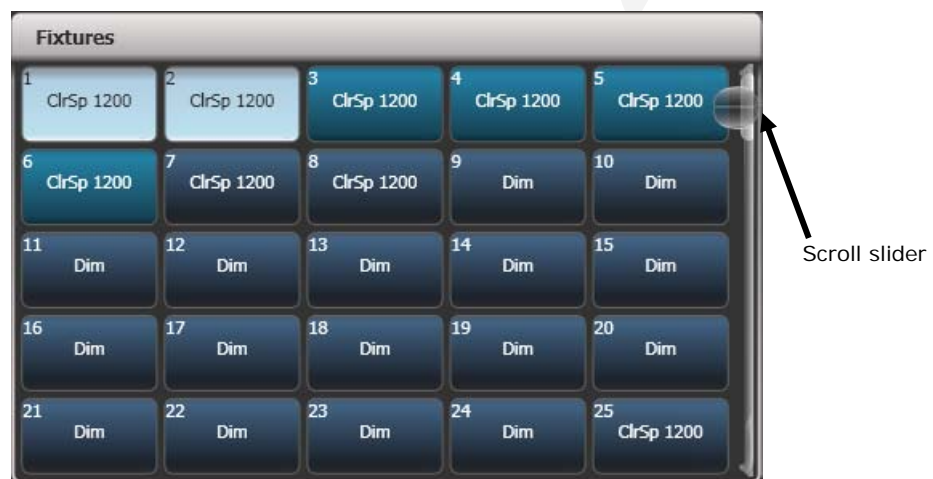 Fixtures
1 2 3 4 5
ClrSp 1200 ClrSp 1200 ClrSp 1200 ClrSp 1200 ClrSp 1200
6 7 8 9 10
ClrSp 1200 ClrSp 1200 ClrSp 1200 Dim Dim
11 12 13 14 15
Dim Dim Dim Dim Dim
Scroll slider
16 17 18 19 20
Dim Dim Dim Dim Dim
21 22 23 24 25
Dim Dim Dim Dim ClrSp 1200